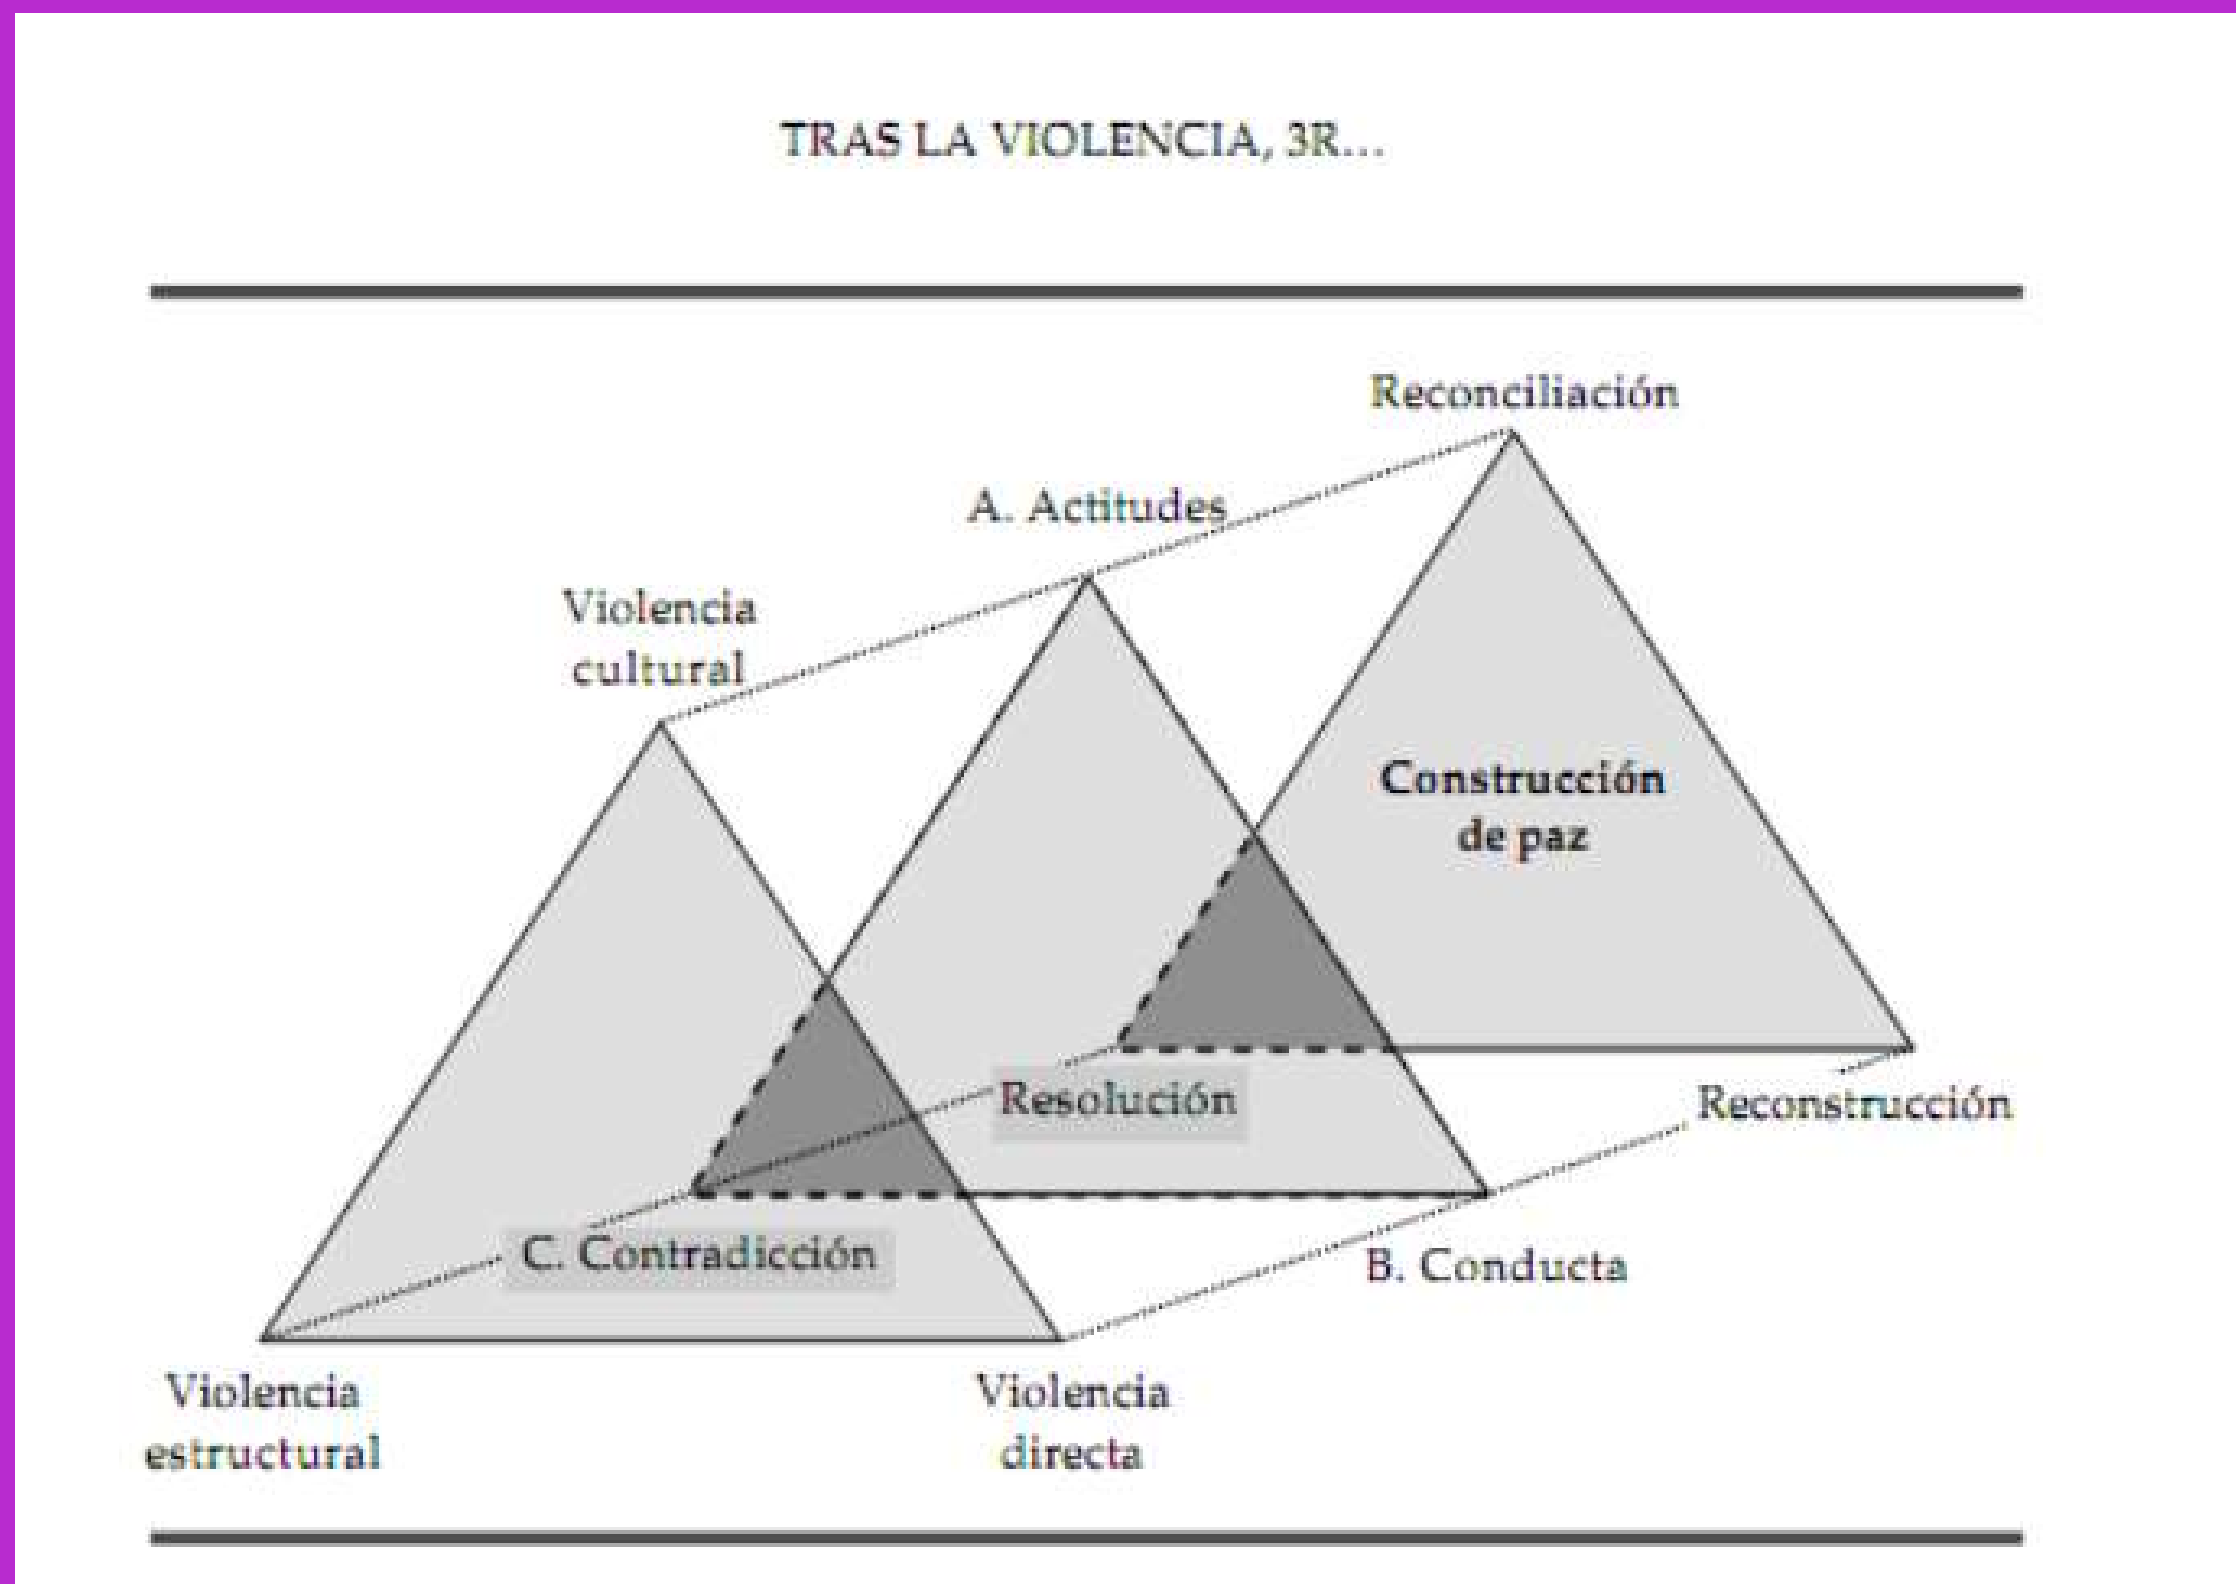 TRAS LA VIOLENCIA, 3R...
Reconciliación
A. Actitudes
Violencia
cultural
Construcción
de paz
Resolución
Reconstrucción
C. Contradicción
B. Conducta
Violencia
estructural
Violencia
directa